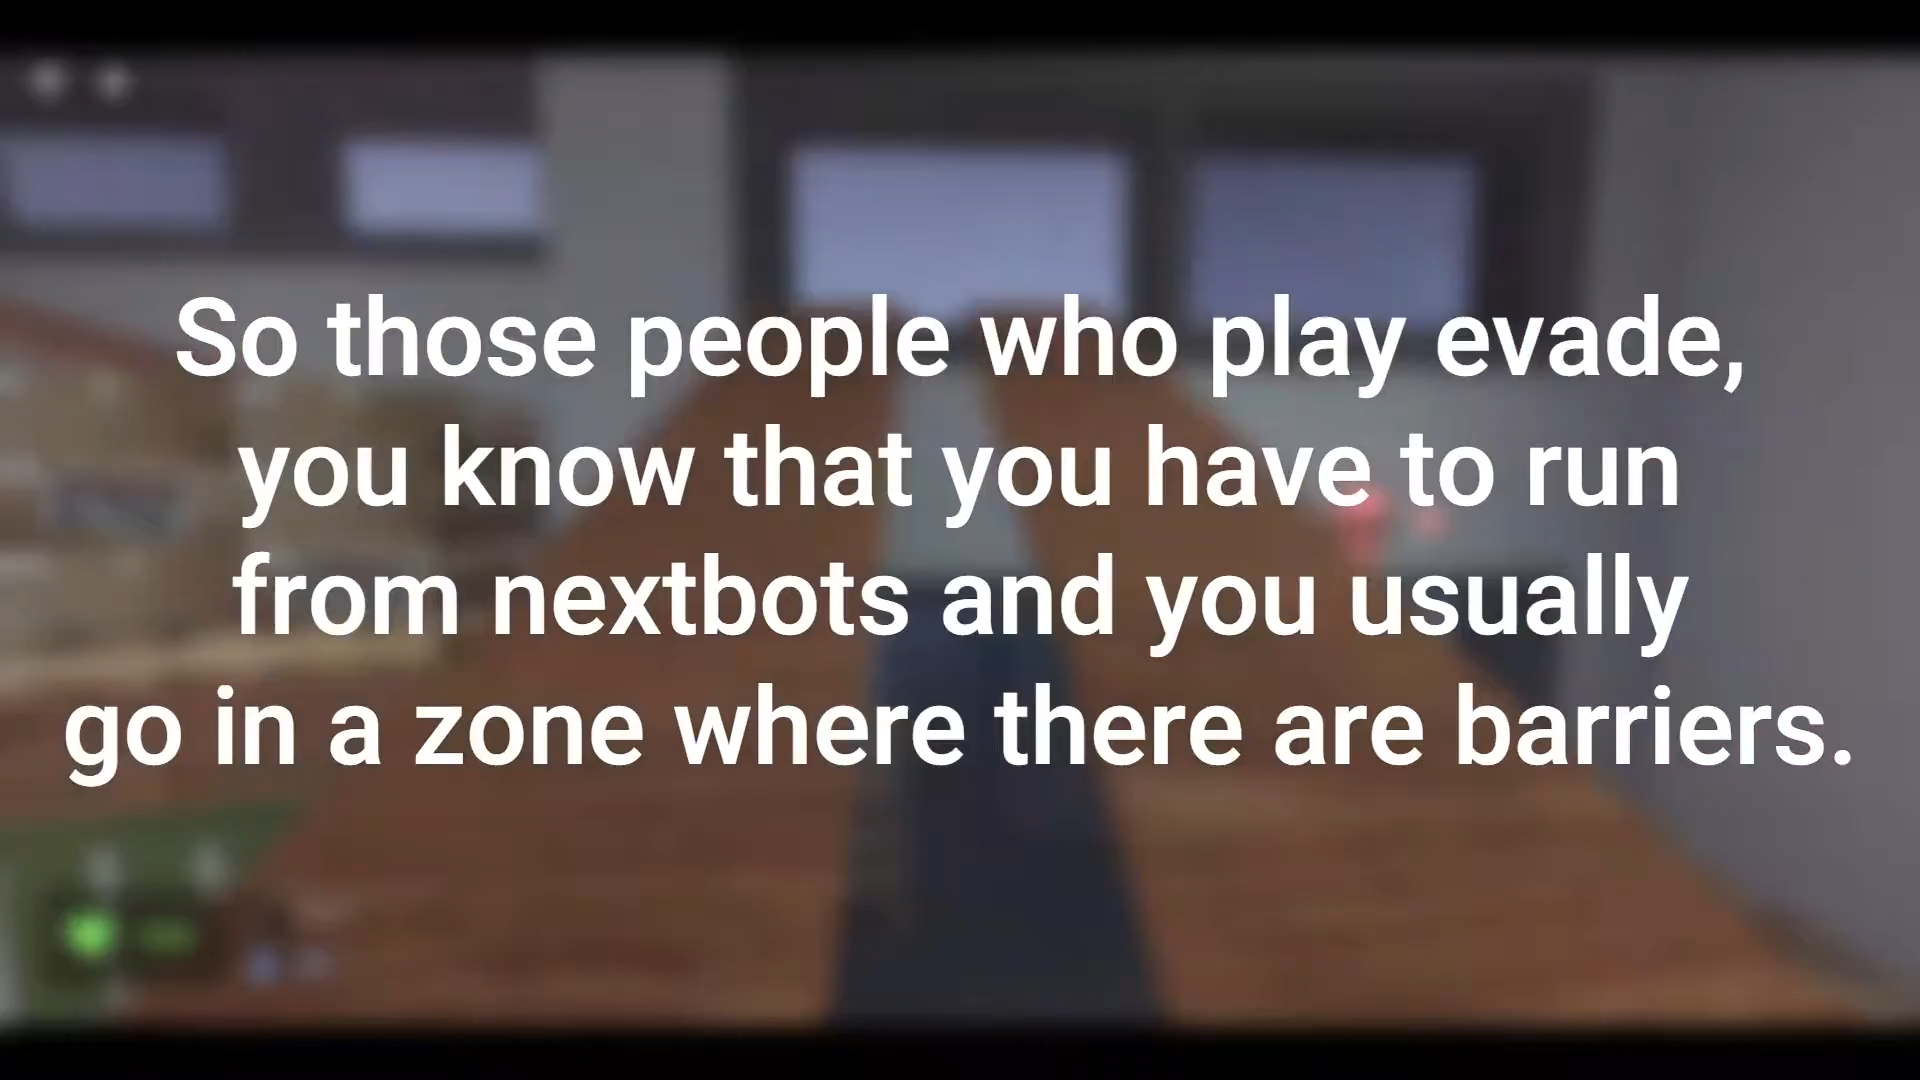 So those people who play evade,
you know that you have to run
from nextbots and you usually
go in a zone where there are barriers.